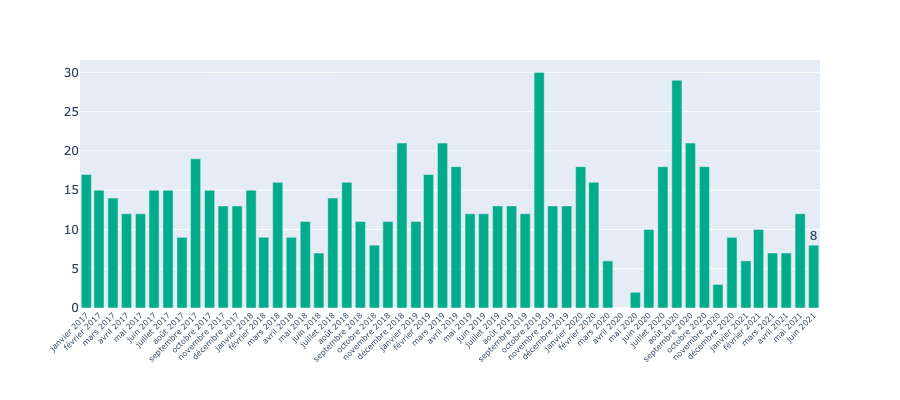 30
25
20
15
10
5
0
8
janvier 2017
février 2017
mars 2017
avril 2017
mai 2017
juin 2017
juillet 2017
août 2017
septembre 2017
octobre 2017
novembre 2017
décembre 2017
janvier 2018
février 2018
mars 2018
avril 2018
mai 2018
juin 2018
juillet 2018
août 2018
septembre 2018
octobre 2018
novembre 2018
décembre 2018
janvier 2019
février 2019
mars 2019
avril 2019
mai 2019
juin 2019
juillet 2019
août 2019
septembre 2019
octobre 2019
novembre 2019
décembre 2019
janvier 2020
février 2020
mars 2020
avril 2020
mai 2020
juin 2020
juillet 2020
août 2020
septembre 2020
octobre 2020
novembre 2020
décembre 2020
janvier 2021
février 2021
mars 2021
avril 2021
mai 2021
juin 2021